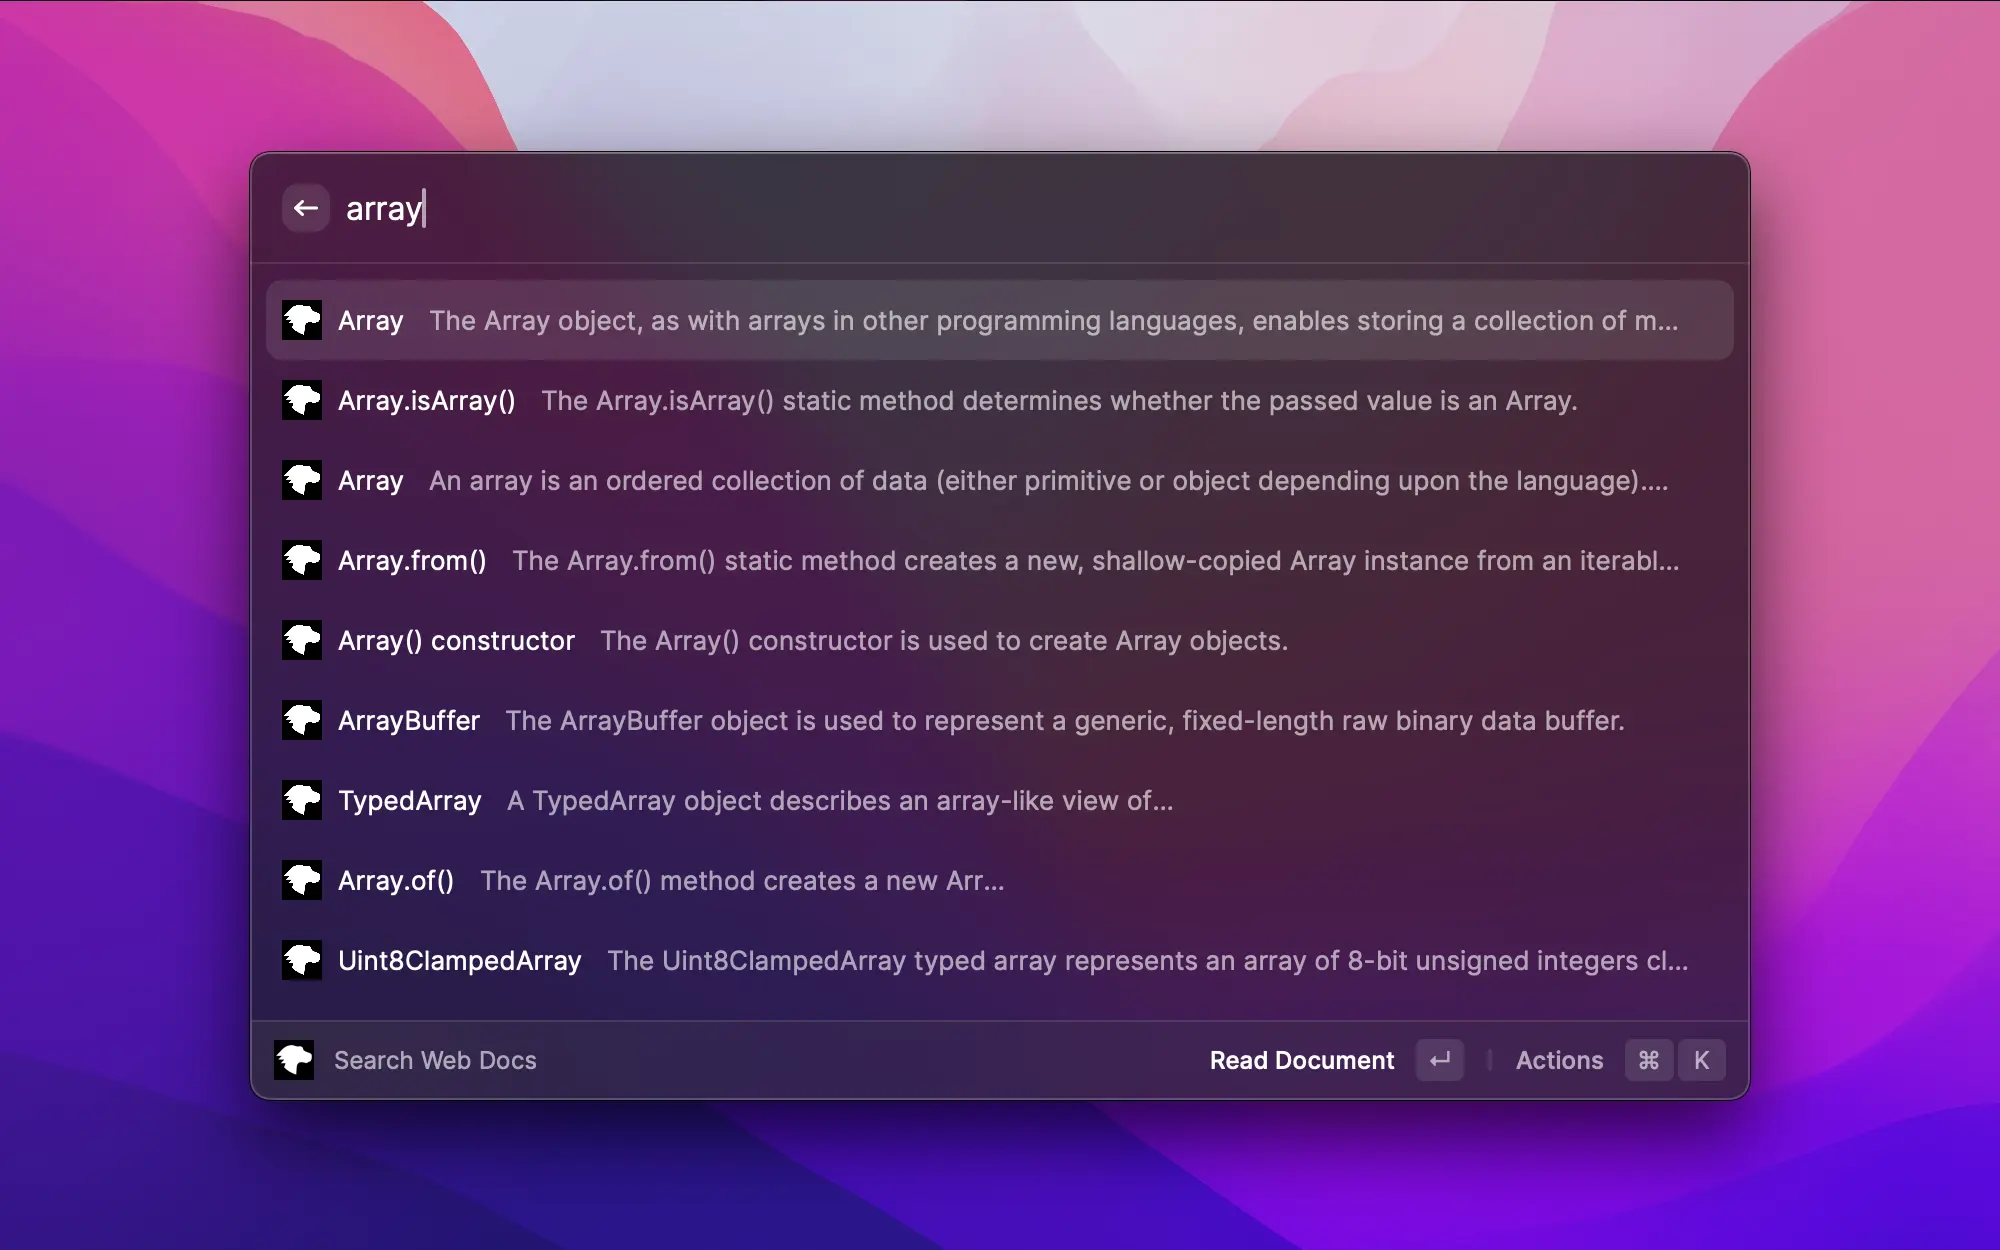 array
Array The Array object, as with arrays in other programming languages, enables storing a collection of m...
Array.isArray() The Array.isArray() static method determines whether the passed value is an Array.
Array An array is an ordered collection of data (either primitive or object depending upon the language)....
Array.from() The Array.from() static method creates a new, shallow-copied Array instance from an iterabl...
Array() constructor The Array() constructor is used to create Array objects.
ArrayBuffer The ArrayBuffer object is used to represent a generic, fixed-length raw binary data buffer.
TypedArray A TypedArray object describes an array-like view of...
Array.of() The Array.of() method creates a new Arr...
Uint8ClampedArray The Uint8ClampedArray typed array represents an array of 8-bit unsigned integers cl...
Search Web Docs Read Document ↵ Actions ⌘ K